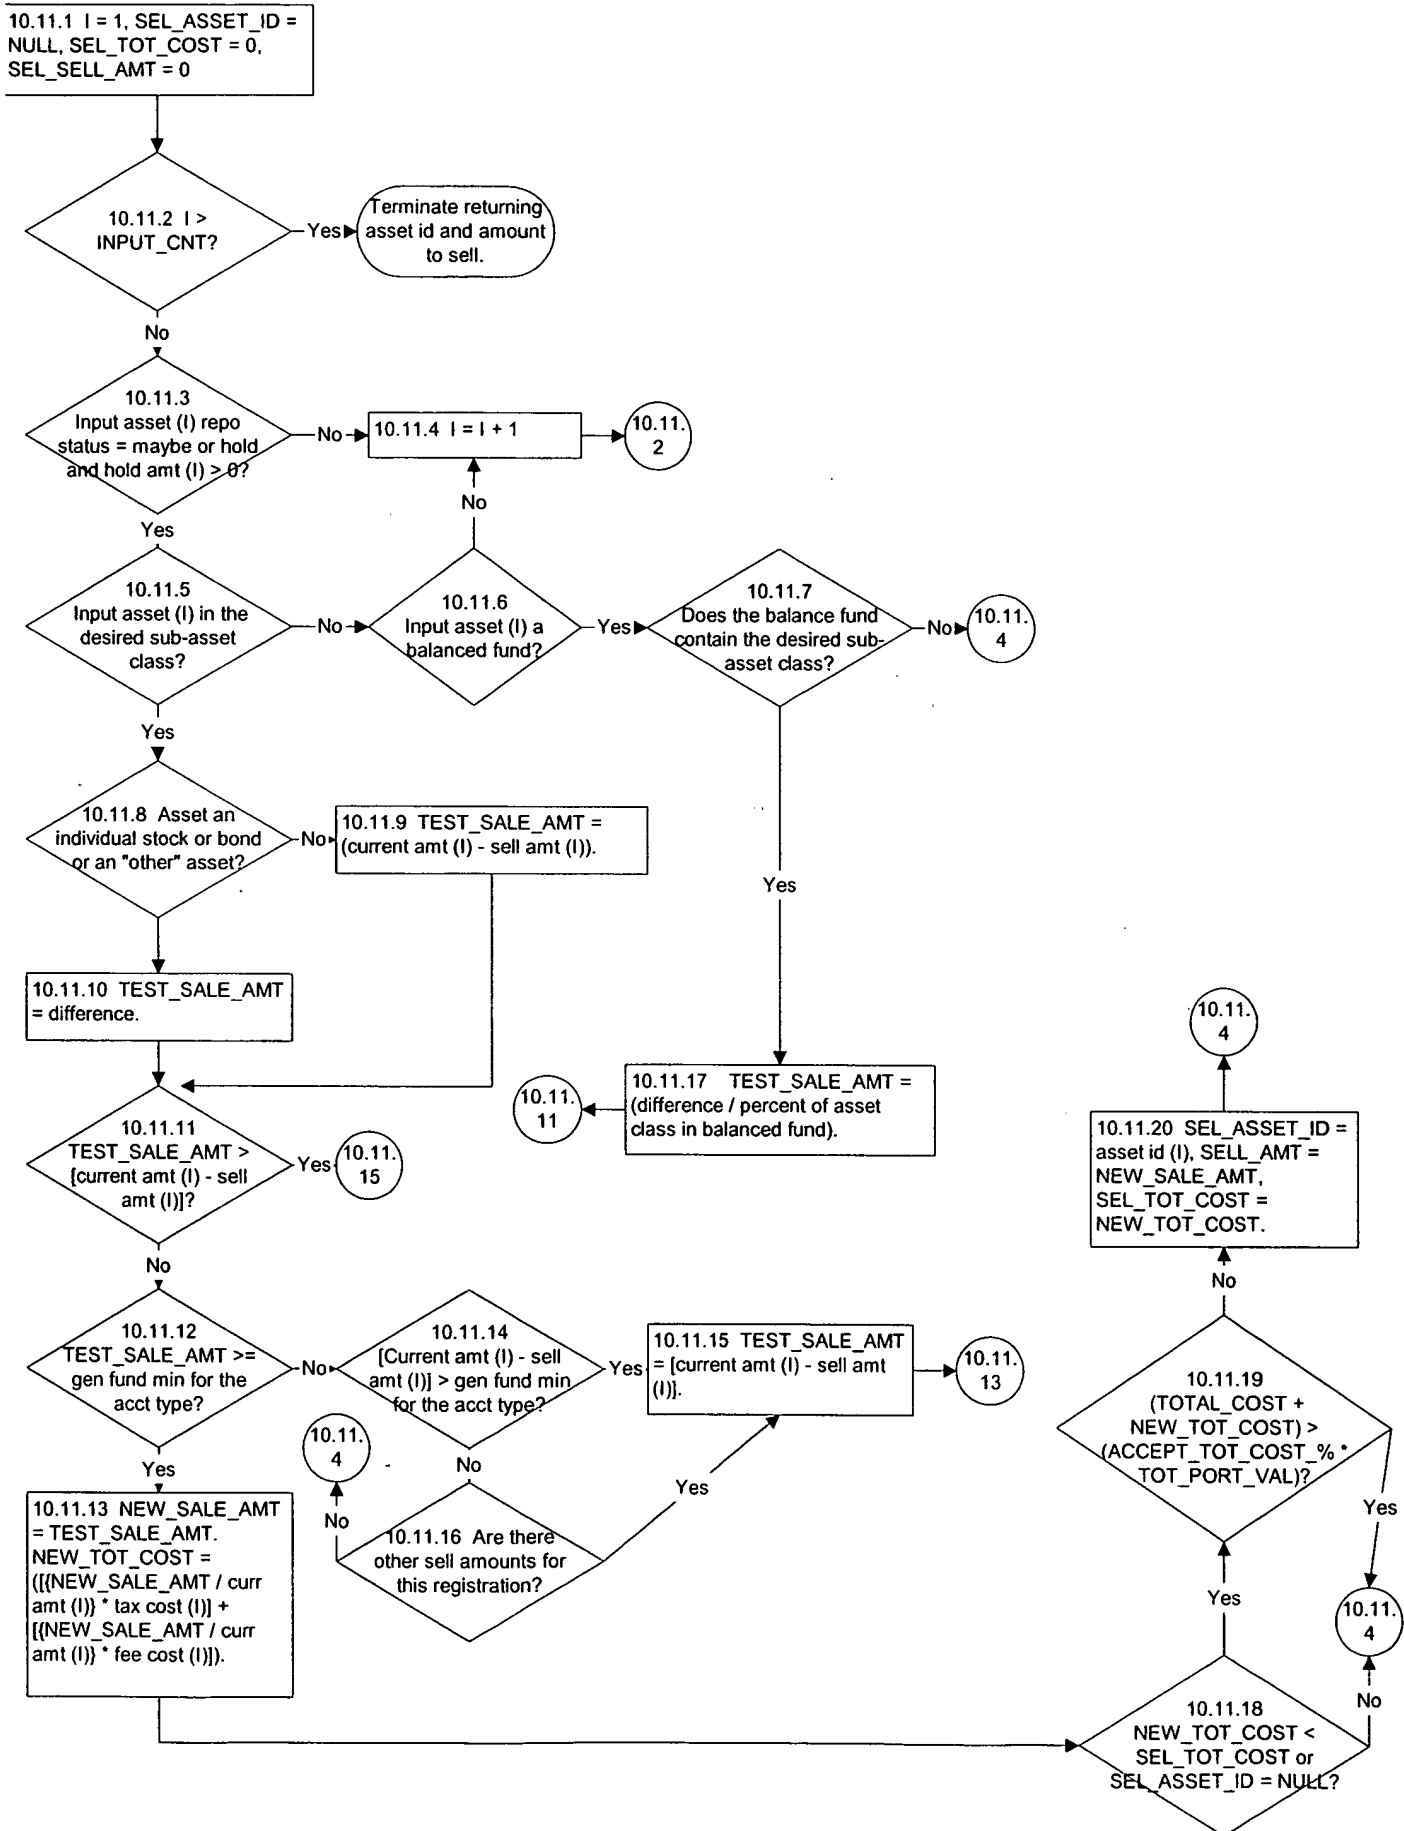 10.11.1 I = 1, SEL_ASSET_ID =
NULL, SEL_TOT_COST = 0,
SEL_SELL_AMT = 0
10.11.2 I >
INPUT_CNT?
Yes
Terminate returning
asset id and amount
to sell.
No
10.11.3
Input asset (I) repo
status = maybe or hold
and hold amt (I) > 0?
No
10.11.4 I = I + 1
10.11.
2
No
Yes
10.11.5
Input asset (I) in the
desired sub-asset
class?
No
10.11.6
Input asset (I) a
balanced fund?
Yes
10.11.7
Does the balance fund
contain the desired sub-
asset class?
No
10.11.
4
Yes
10.11.8 Asset an
individual stock or bond
or an "other" asset?
No
10.11.9 TEST_SALE_AMT =
(current amt (I) - sell amt (I)).
Yes
10.11.10 TEST_SALE_AMT
= difference.
10.11.
4
10.11.
11
10.11.17 TEST_SALE_AMT =
(difference / percent of asset
class in balanced fund).
10.11.11
TEST_SALE_AMT >
[current amt (I) - sell
amt (I)]?
Yes
10.11.
15
10.11.20 SEL_ASSET_ID =
asset id (I), SELL_AMT =
NEW_SALE_AMT,
SEL_TOT_COST =
NEW_TOT_COST.
No
No
10.11.12
TEST_SALE_AMT >=
gen fund min for the
acct type?
No
10.11.14
[Current amt (I) - sell
amt (I)] > gen fund min
for the acct type?
Yes
10.11.15 TEST_SALE_AMT
= [current amt (I) - sell amt
(I)].
10.11.
13
10.11.19
(TOTAL_COST +
NEW_TOT_COST) >
(ACCEPT_TOT_COST_% *
TOT_PORT_VAL)?
Yes
10.11.
4
No
Yes
No
10.11.16 Are there
other sell amounts for
this registration?
Yes
10.11.13 NEW_SALE_AMT
= TEST_SALE_AMT.
NEW_TOT_COST =
([{NEW_SALE_AMT / curr
amt (I)} * tax cost (I)] +
[{NEW_SALE_AMT / curr
amt (I)} * fee cost (I)]).
Yes
10.11.
4
No
10.11.18
NEW_TOT_COST <
SEL_TOT_COST or
SEL_ASSET_ID = NULL?